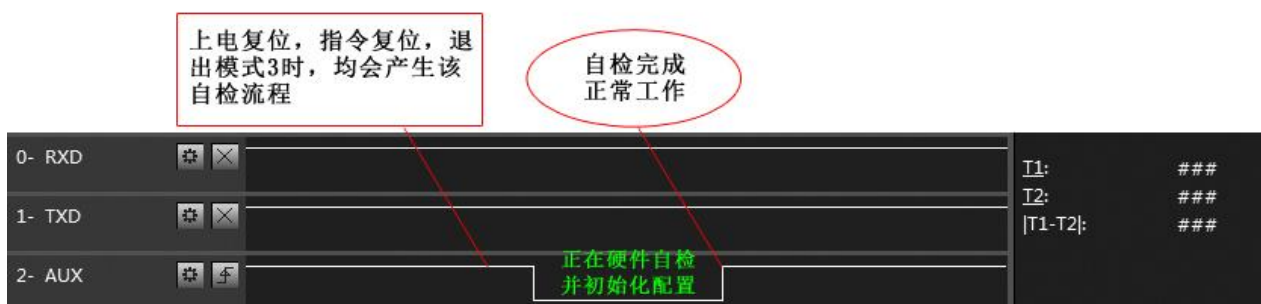 上电复位，指令复位，退
出模式3时，均会产生该
自检流程
自检完成
正常工作
0- RXD
T1: ###
T2: ###
1- TXD
|T1-T2|: ###
正在硬件自检
2- AUX
并初始化配置